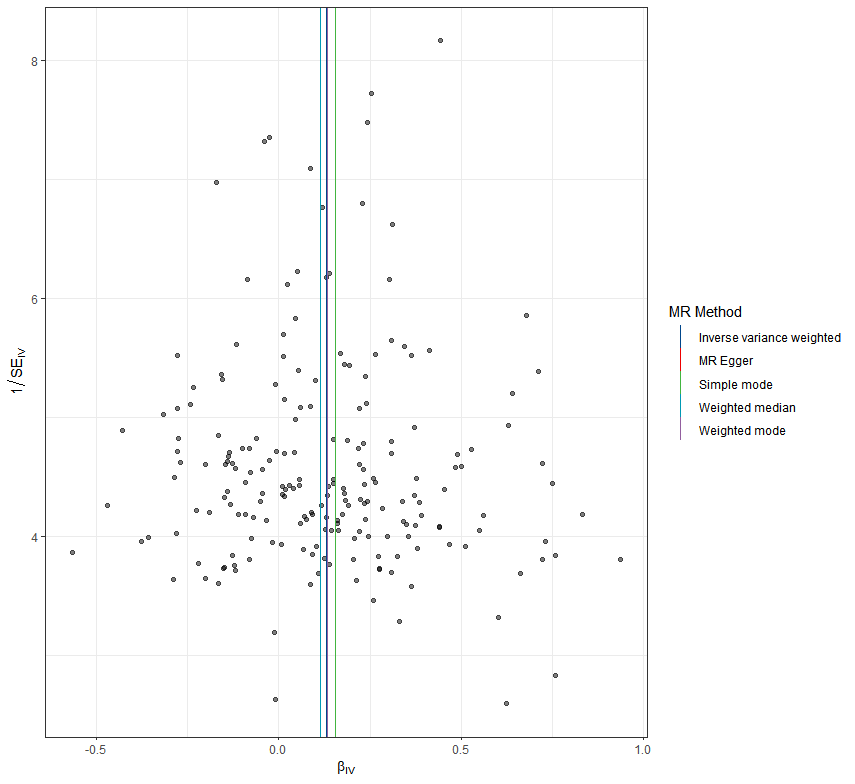 8
6
4
1/SE_IV
-0.5
0.0
0.5
1.0
β_IV
MR Method
Inverse variance weighted
MR Egger
Simple mode
Weighted median
Weighted mode